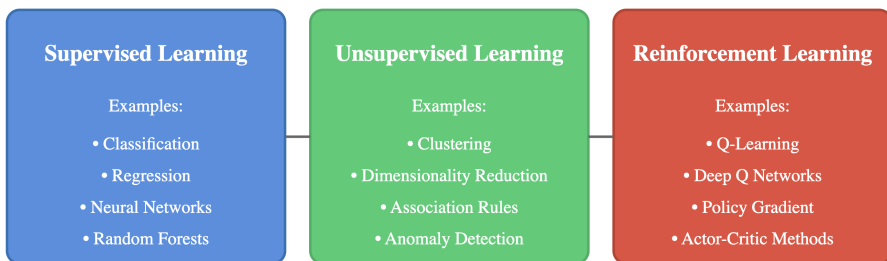 Supervised Learning
Examples:
• Classification
• Regression
• Neural Networks
• Random Forests
Unsupervised Learning
Examples:
• Clustering
• Dimensionality Reduction
• Association Rules
• Anomaly Detection
Reinforcement Learning
Examples:
• Q-Learning
• Deep Q Networks
• Policy Gradient
• Actor-Critic Methods